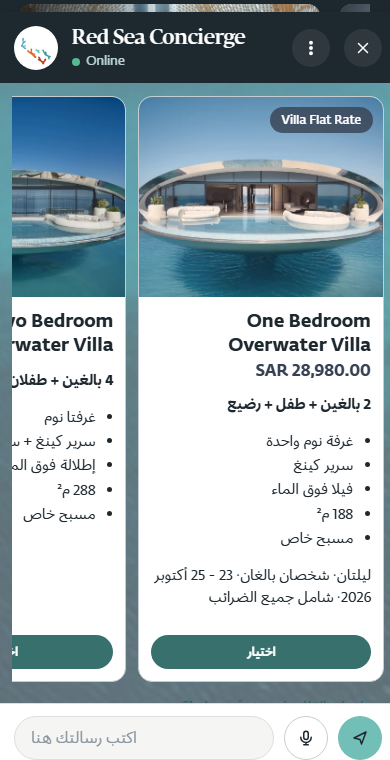 Red Sea Concierge
Online
Villa Flat Rate
One Bedroom
Overwater Villa
SAR 28,980.00
2 بالغين + طفل + رضيع
غرفة نوم واحدة
سرير كينغ
فيلا فوق الماء
188 م²
مسبح خاص
ليلتان· شخصان بالغان· 23 - 25 أكتوبر
2026· شامل جميع الضرائب
اختيار
Bedroom
Villa
4 بالغين + طفلان
غرفتا نوم
سرير كينغ +
إطلالة فوق
288 م²
مسبح خاص
اكتب رسالتك هنا